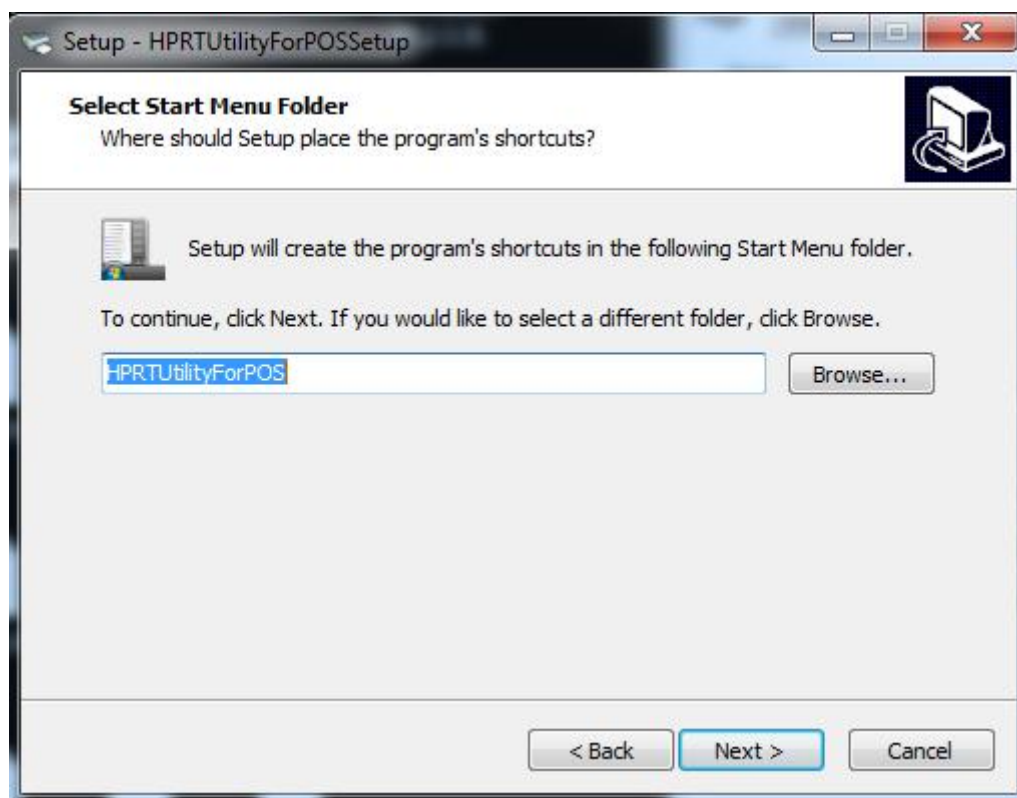 Setup - HPRTUtilityForPOSSetup
Select Start Menu Folder
Where should Setup place the program's shortcuts?
Setup will create the program's shortcuts in the following Start Menu folder.
To continue, click Next. If you would like to select a different folder, click Browse.
HPRTUtilityForPOS
Browse...
< Back
Next >
Cancel